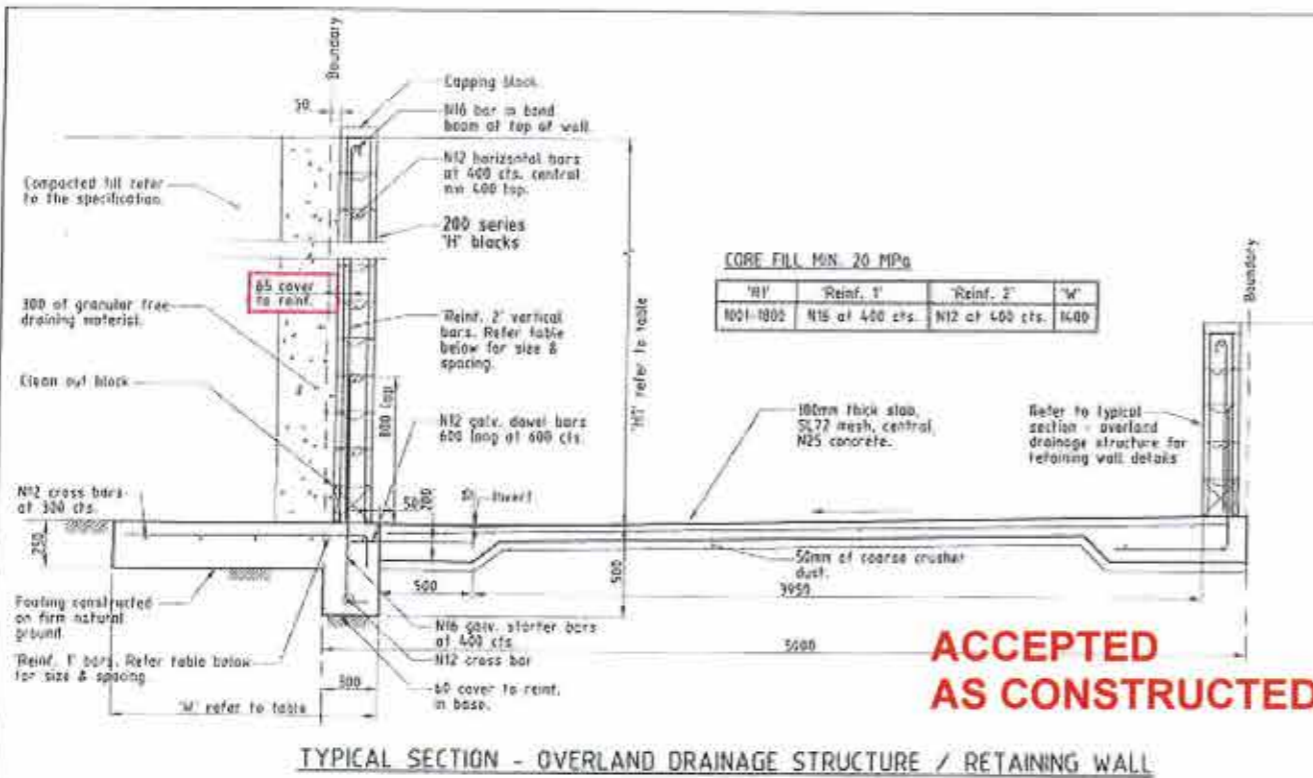 Boundary
50
Capping block.
N16 bar in bond
beam at top of wall.
N12 horizontal bars
at 400 cts. central
min 400 lap.
200 series
'H' blocks
Compacted fill refer
to the specification.
65 cover
to reinf.
300 of granular free
draining material.
'Reinf. 2' vertical
bars. Refer table
below for size &
spacing.
Clean out block
800 lap
N12 galv. dowel bars
600 long at 600 cts.
'H1' refer to table
CORE FILL MIN. 20 MPa
'H1' 'Reinf. 1' 'Reinf. 2' 'W'
1001-1800 N16 at 400 cts. N12 at 400 cts. 1400
Boundary
100mm thick slab,
SL72 mesh, central,
N25 concrete.
Refer to typical
section - overland
drainage structure for
retaining wall details
N12 cross bars
at 300 cts.
250
50
200
Invert
50mm of coarse crusher
dust.
500
500
3950
5000
Footing constructed
on firm natural
ground.
'Reinf. 1' bars. Refer table below
for size & spacing
300
'W' refer to table
N16 galv. starter bars
at 400 cts
N12 cross bar
60 cover to reinf.
in base.
ACCEPTED
AS CONSTRUCTED
TYPICAL SECTION - OVERLAND DRAINAGE STRUCTURE / RETAINING WALL